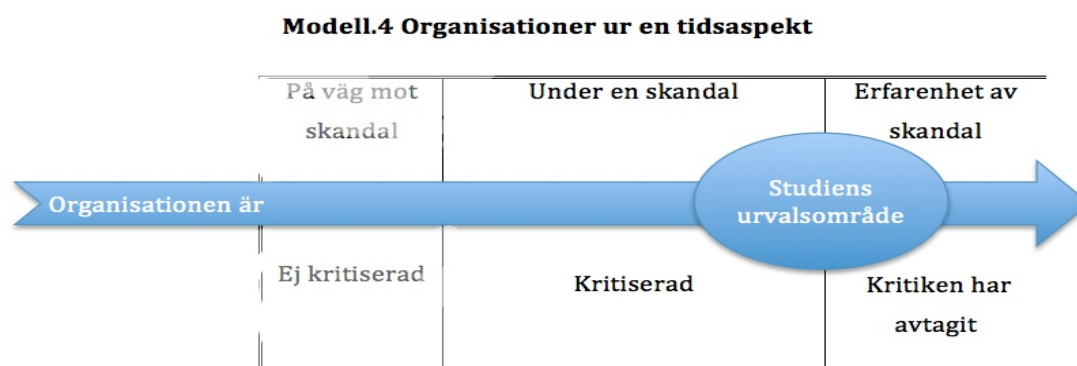 Modell.4 Organisationer ur en tidsaspekt
På väg mot
skandal
Under en skandal
Erfarenhet av
skandal
Organisationen är
Studiens
urvalsområde
Ej kritiserad
Kritiserad
Kritiken har
avtagit